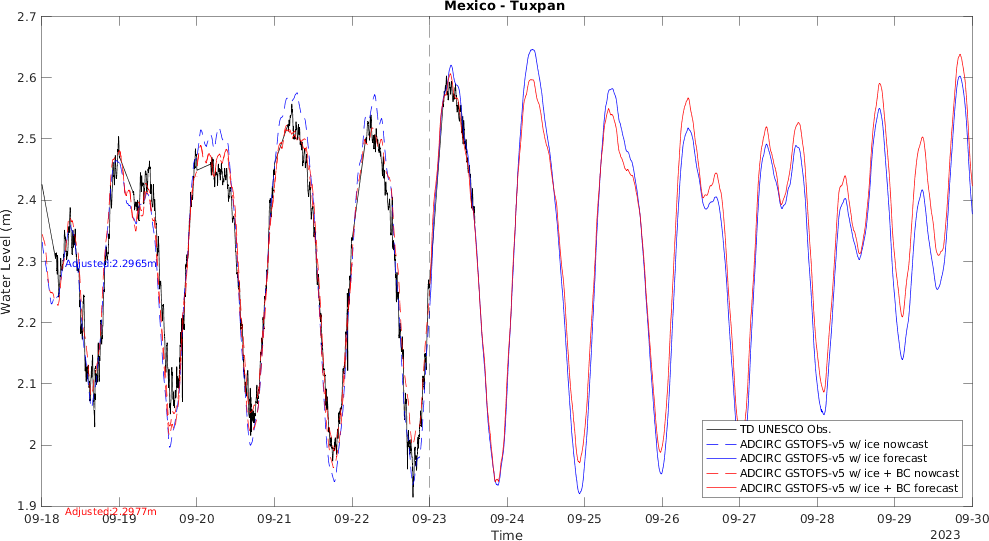 Mexico - Tuxpan
2.7
2.6
2.5
2.4
2.3
2.2
2.1
2
1.9
Water Level (m)
Adjusted:2.2965m
Adjusted:2.2977m
TD UNESCO Obs.
ADCIRC GSTOFS-v5 w/ ice nowcast
ADCIRC GSTOFS-v5 w/ ice forecast
ADCIRC GSTOFS-v5 w/ ice + BC nowcast
ADCIRC GSTOFS-v5 w/ ice + BC forecast
09-18 09-19 09-20 09-21 09-22 09-23 09-24 09-25 09-26 09-27 09-28 09-29 09-30
Time
2023